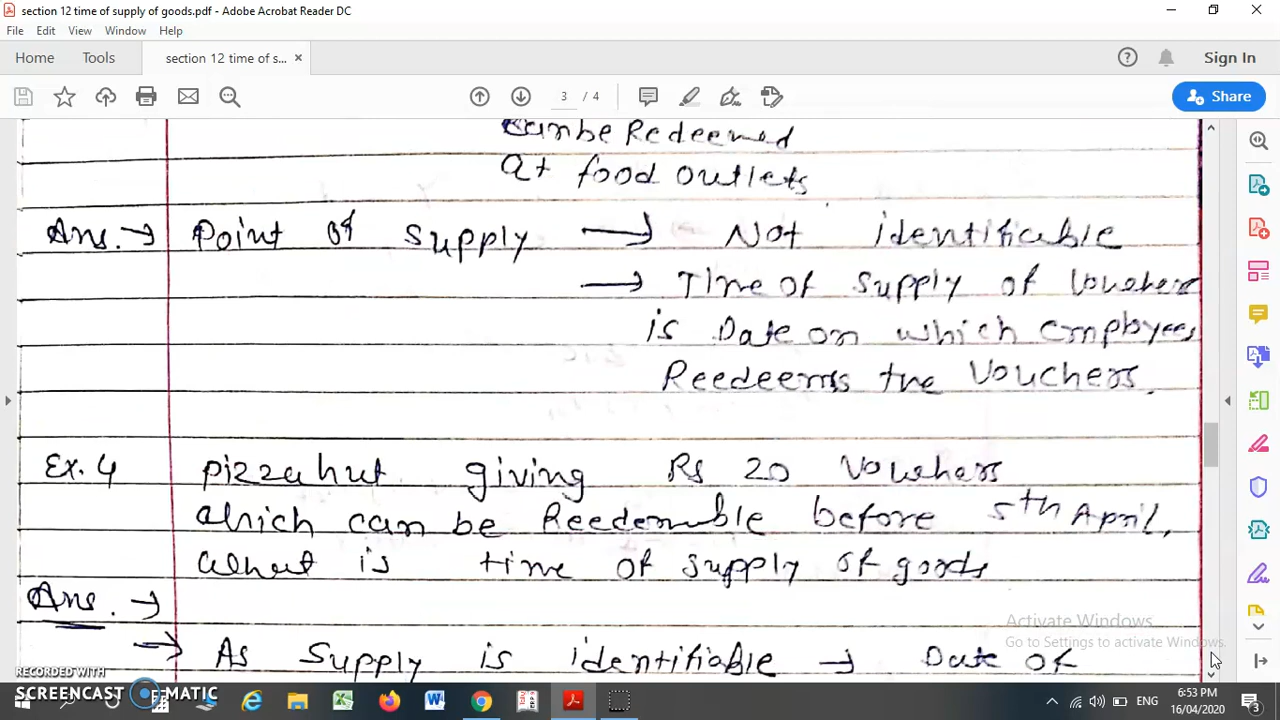 section 12 time of supply of goods.pdf - Adobe Acrobat Reader DC
File Edit View Window Help
Home Tools section 12 time of s... × Sign In
3 / 4 Share
Can be Redeemed
at food outlets
Ans. → Point of supply → Not identifiable
→ Time of supply of Vouchers
is Date on which employees
Reedeems the Vouchers.
Ex. 4 pizza hut giving Rs 20 Vouchers
which can be Reedemable before 5th April,
what is time of supply of goods
Ans. →
→ As Supply is identifiable → Date of
Activate Windows
Go to Settings to activate Windows.
RECORDED WITH
SCREENCAST MATIC
ENG 6:53 PM
16/04/2020 3